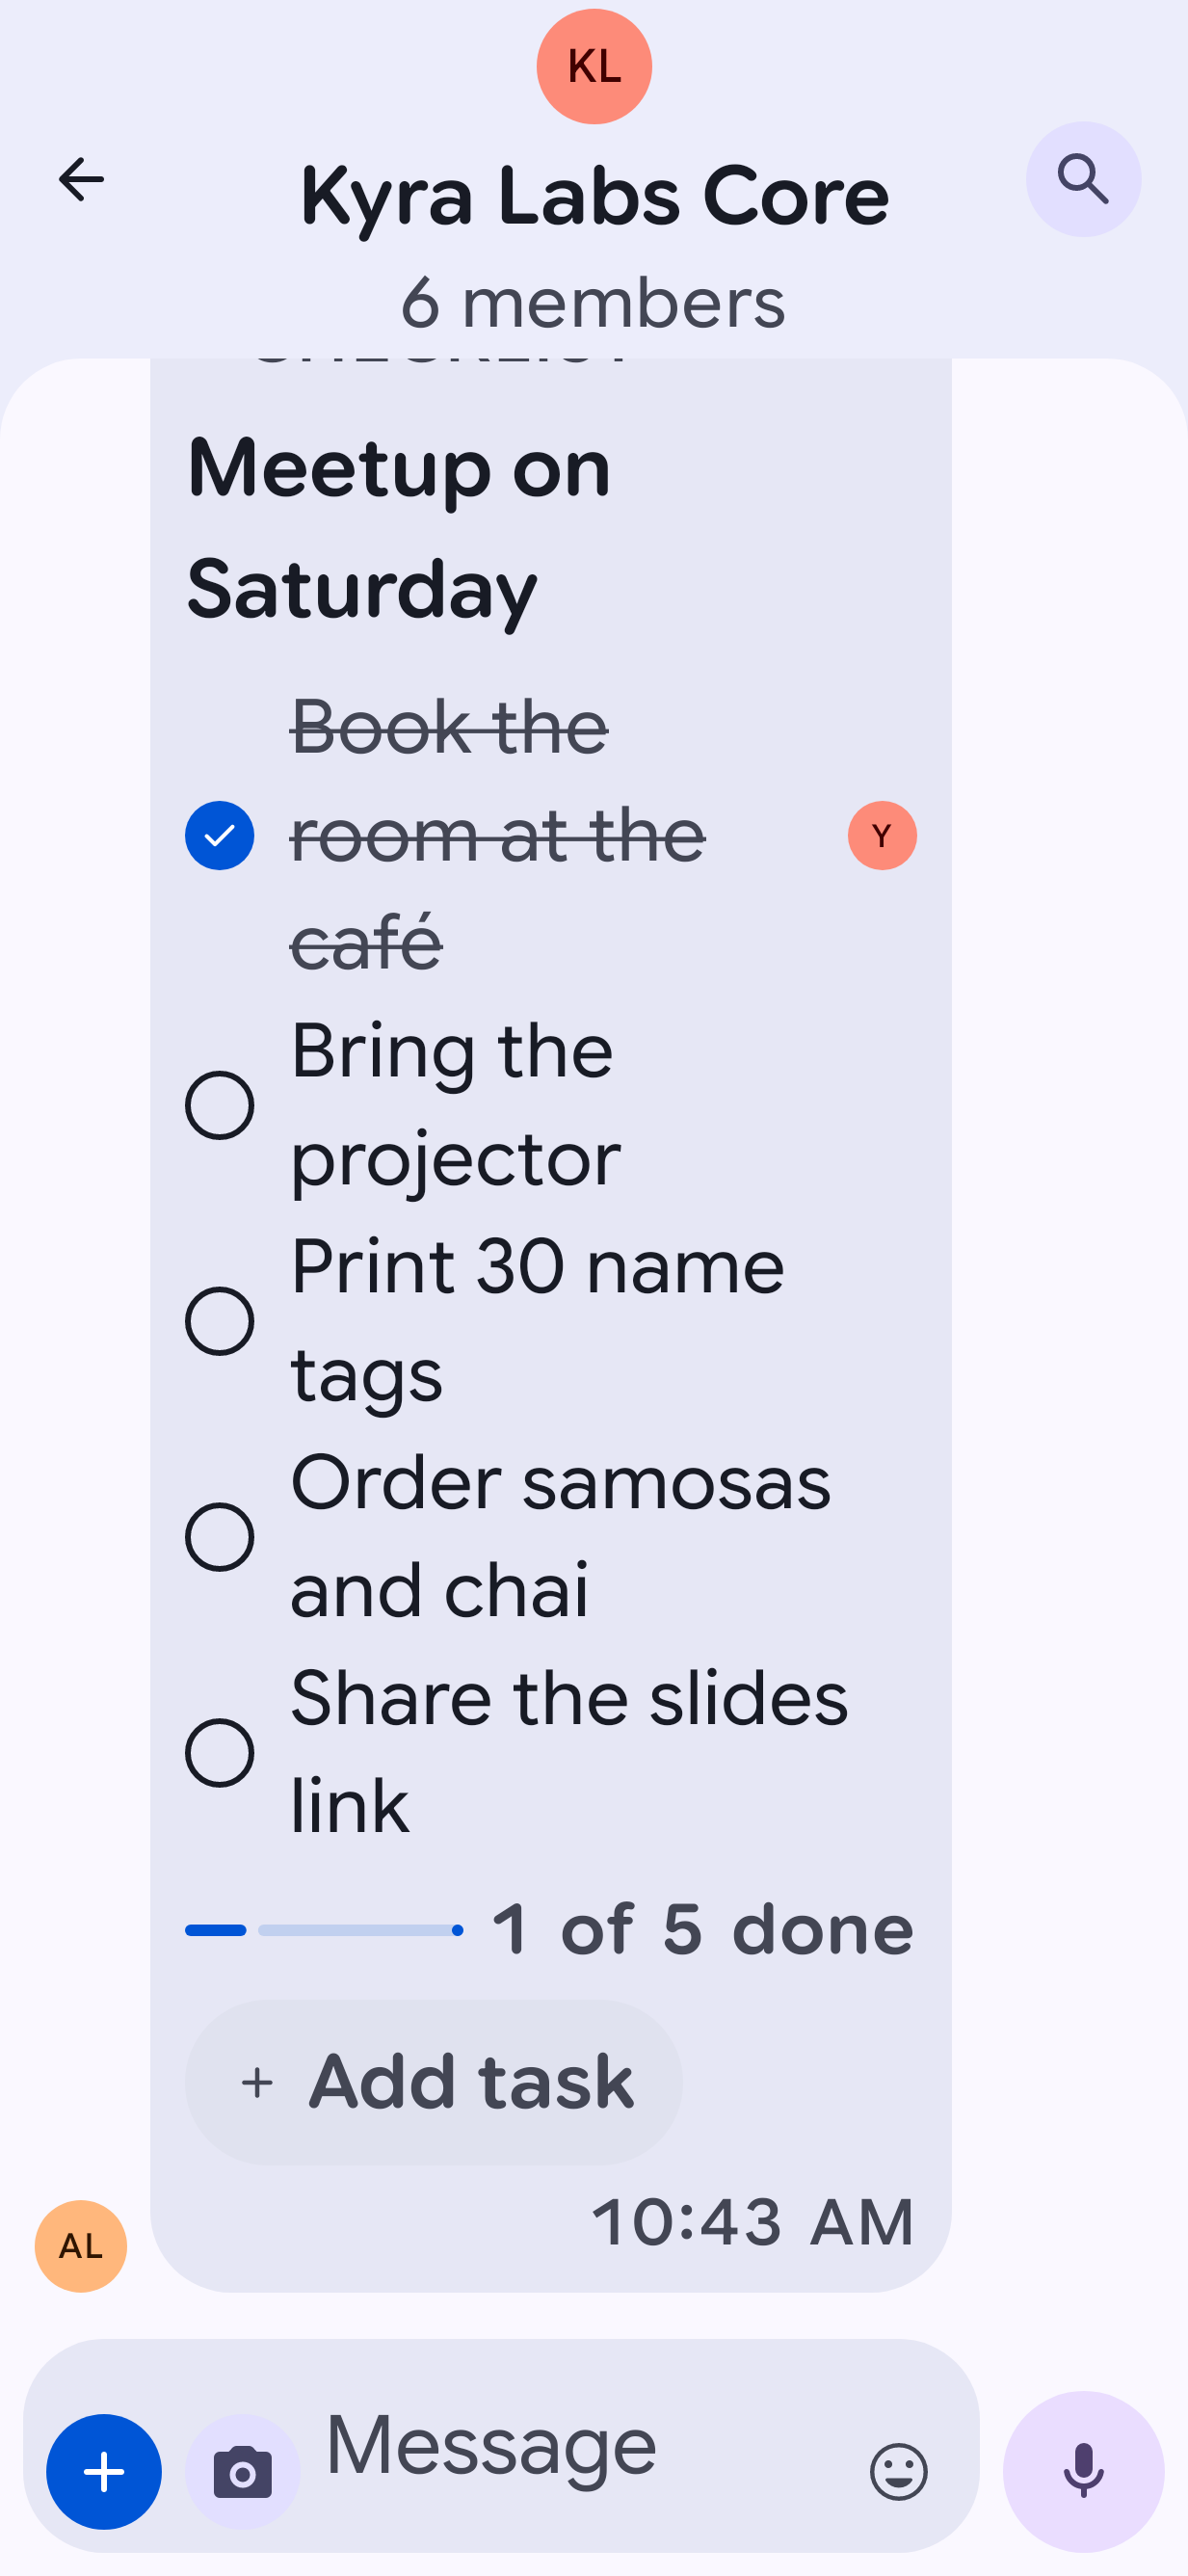 KL
Kyra Labs Core
6 members
Meetup on
Saturday
Book the
room at the
café
Y
Bring the
projector
Print 30 name
tags
Order samosas
and chai
Share the slides
link
1 of 5 done
+ Add task
10:43 AM
AL
Message